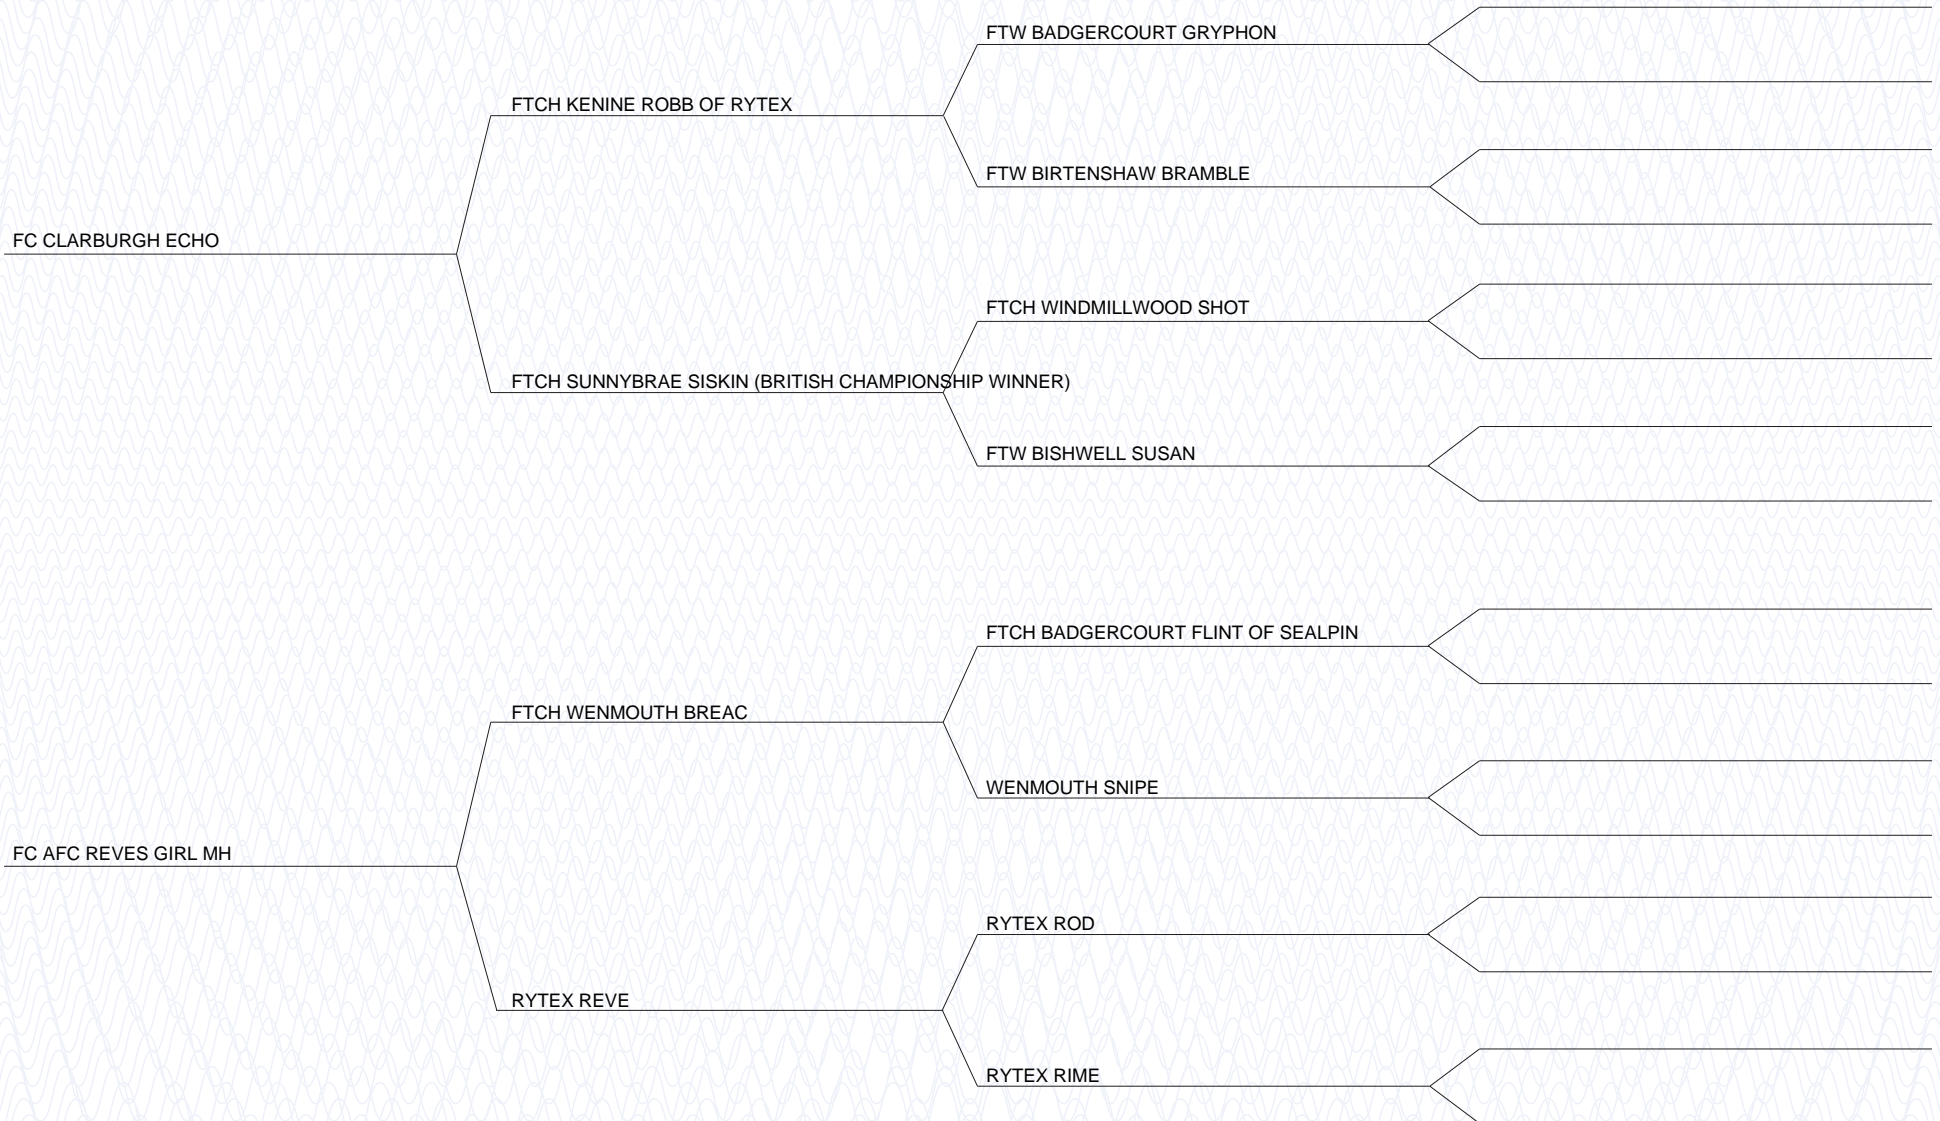 FTW BADGERCOURT GRYPHON
FTCH KENINE ROBB OF RYTEX
FTW BIRTENSHAW BRAMBLE
FC CLARBURGH ECHO
FTCH WINDMILLWOOD SHOT
FTCH SUNNYBRAE SISKIN (BRITISH CHAMPIONSHIP WINNER)
FTW BISHWELL SUSAN
FTCH BADGERCOURT FLINT OF SEALPIN
FTCH WENMOUTH BREAC
WENMOUTH SNIPE
FC AFC REVES GIRL MH
RYTEX ROD
RYTEX REVE
RYTEX RIME